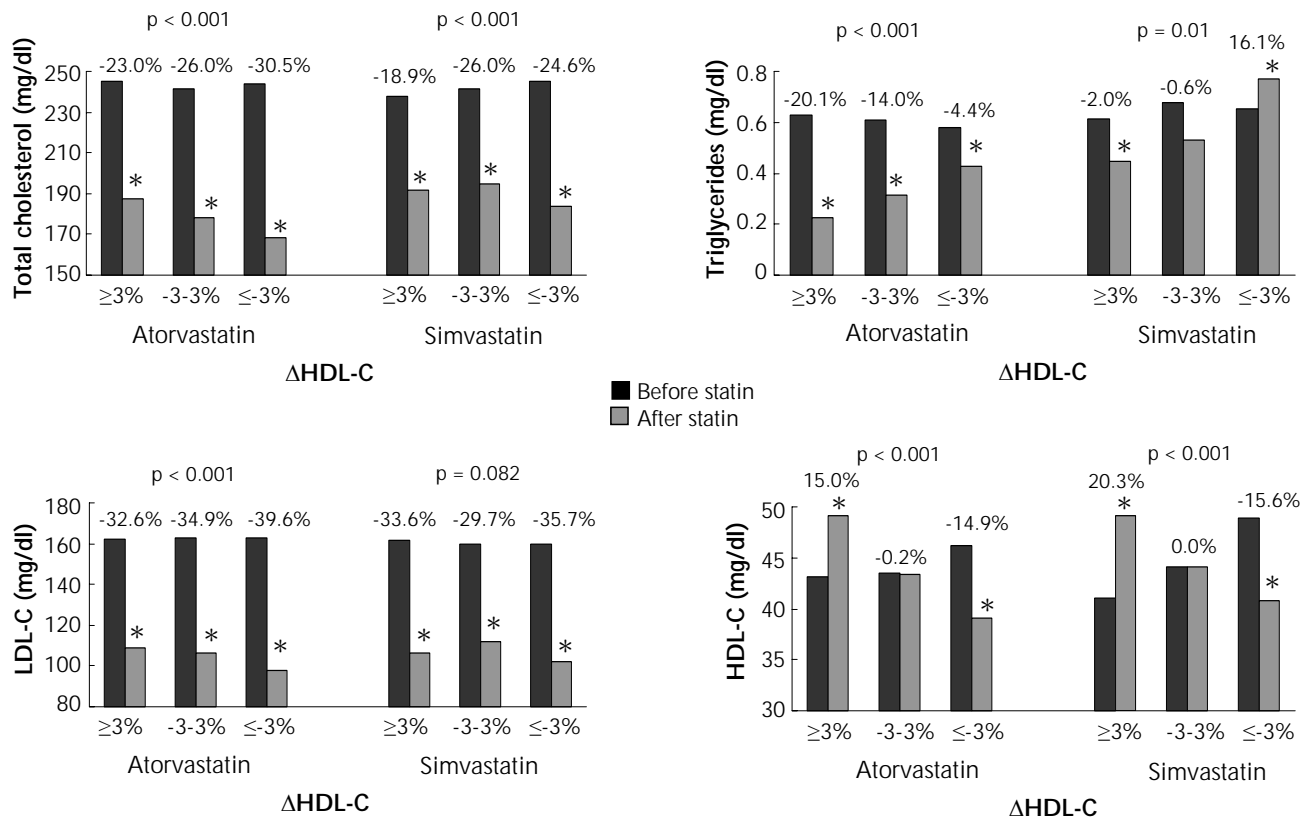 p < 0.001
p < 0.001
-23.0% -26.0% -30.5%
-18.9% -26.0% -24.6%
250
230
210
190
170
150
Total cholesterol (mg/dl)
* * *
* * *
≥3% -3-3% ≤-3%
≥3% -3-3% ≤-3%
Atorvastatin
Simvastatin
ΔHDL-C
p < 0.001
p = 0.01
-20.1% -14.0% -4.4%
-2.0% -0.6% 16.1%
0.8
0.6
0.4
0.2
0
Triglycerides (mg/dl)
* * *
* *
≥3% -3-3% ≤-3%
≥3% -3-3% ≤-3%
Atorvastatin
Simvastatin
ΔHDL-C
Before statin
After statin
p < 0.001
p = 0.082
-32.6% -34.9% -39.6%
-33.6% -29.7% -35.7%
180
160
140
120
100
80
LDL-C (mg/dl)
* * *
* * *
≥3% -3-3% ≤-3%
≥3% -3-3% ≤-3%
Atorvastatin
Simvastatin
ΔHDL-C
p < 0.001
p < 0.001
15.0% -0.2% -14.9%
20.3% 0.0% -15.6%
50
45
40
35
30
HDL-C (mg/dl)
* *
* *
≥3% -3-3% ≤-3%
≥3% -3-3% ≤-3%
Atorvastatin
Simvastatin
ΔHDL-C